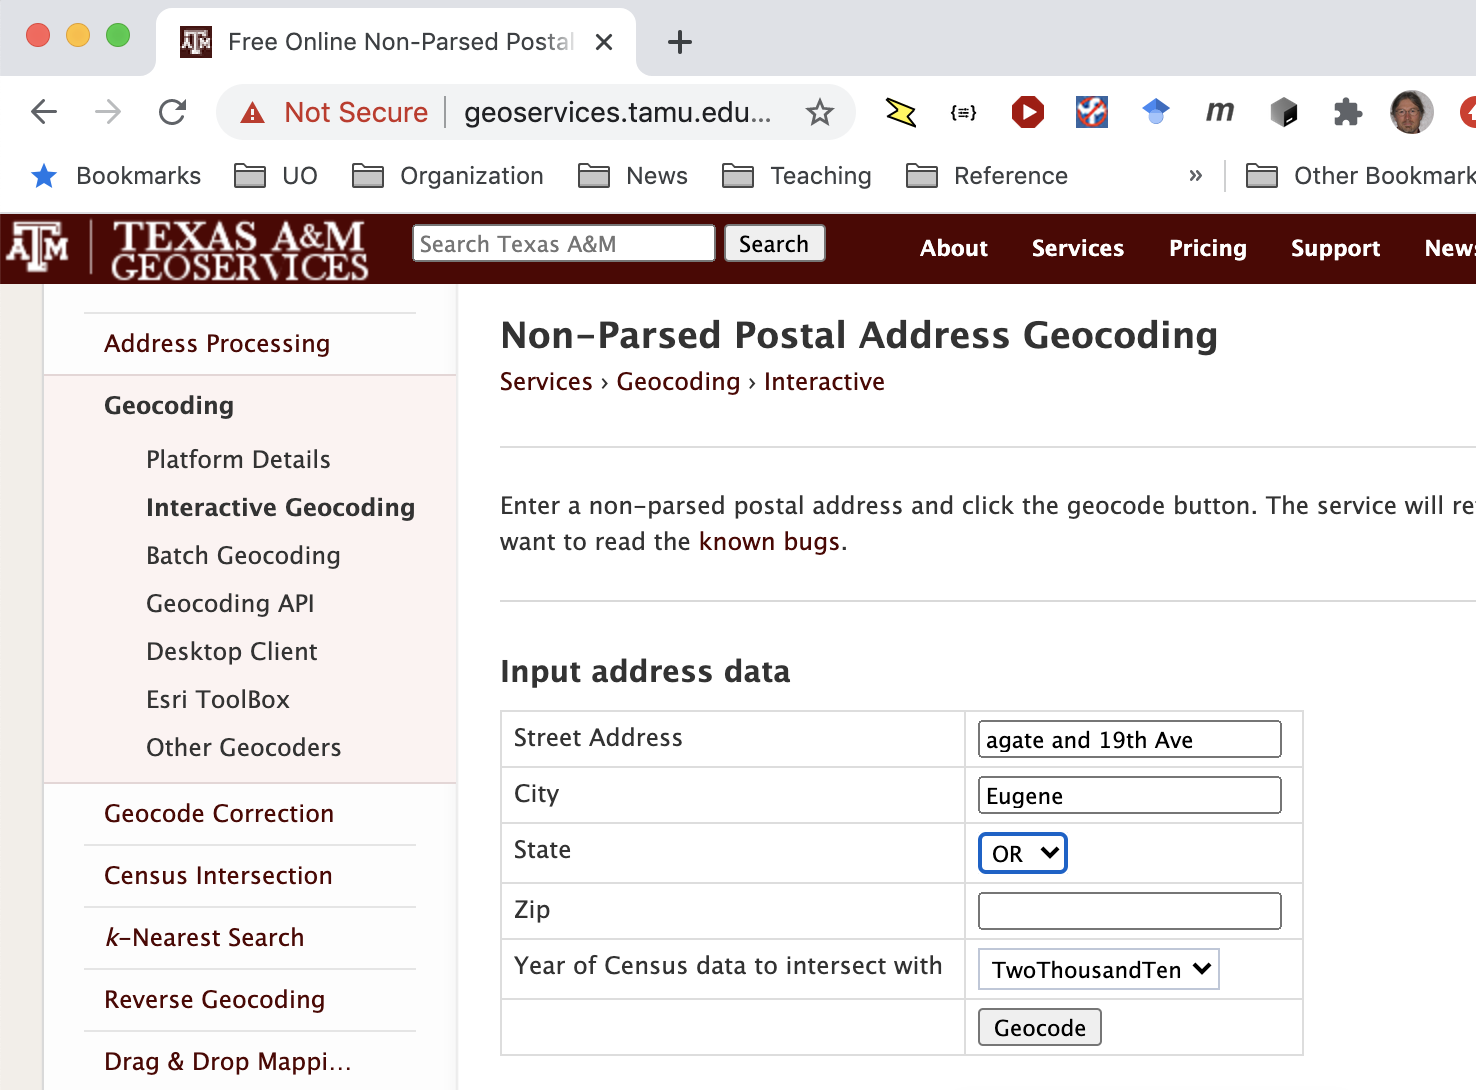 Free Online Non-Parsed Postal
Not Secure geoservices.tamu.edu...
Bookmarks UO Organization News Teaching Reference » Other Bookmark
TEXAS A&M
GEOSERVICES
Search Texas A&M Search About Services Pricing Support News
Address Processing
Geocoding
Platform Details
Interactive Geocoding
Batch Geocoding
Geocoding API
Desktop Client
Esri ToolBox
Other Geocoders
Geocode Correction
Census Intersection
k-Nearest Search
Reverse Geocoding
Drag & Drop Mappi...
Non-Parsed Postal Address Geocoding
Services › Geocoding › Interactive
Enter a non-parsed postal address and click the geocode button. The service will re
want to read the known bugs.
Input address data
Street Address agate and 19th Ave
City Eugene
State OR
Zip
Year of Census data to intersect with TwoThousandTen
Geocode